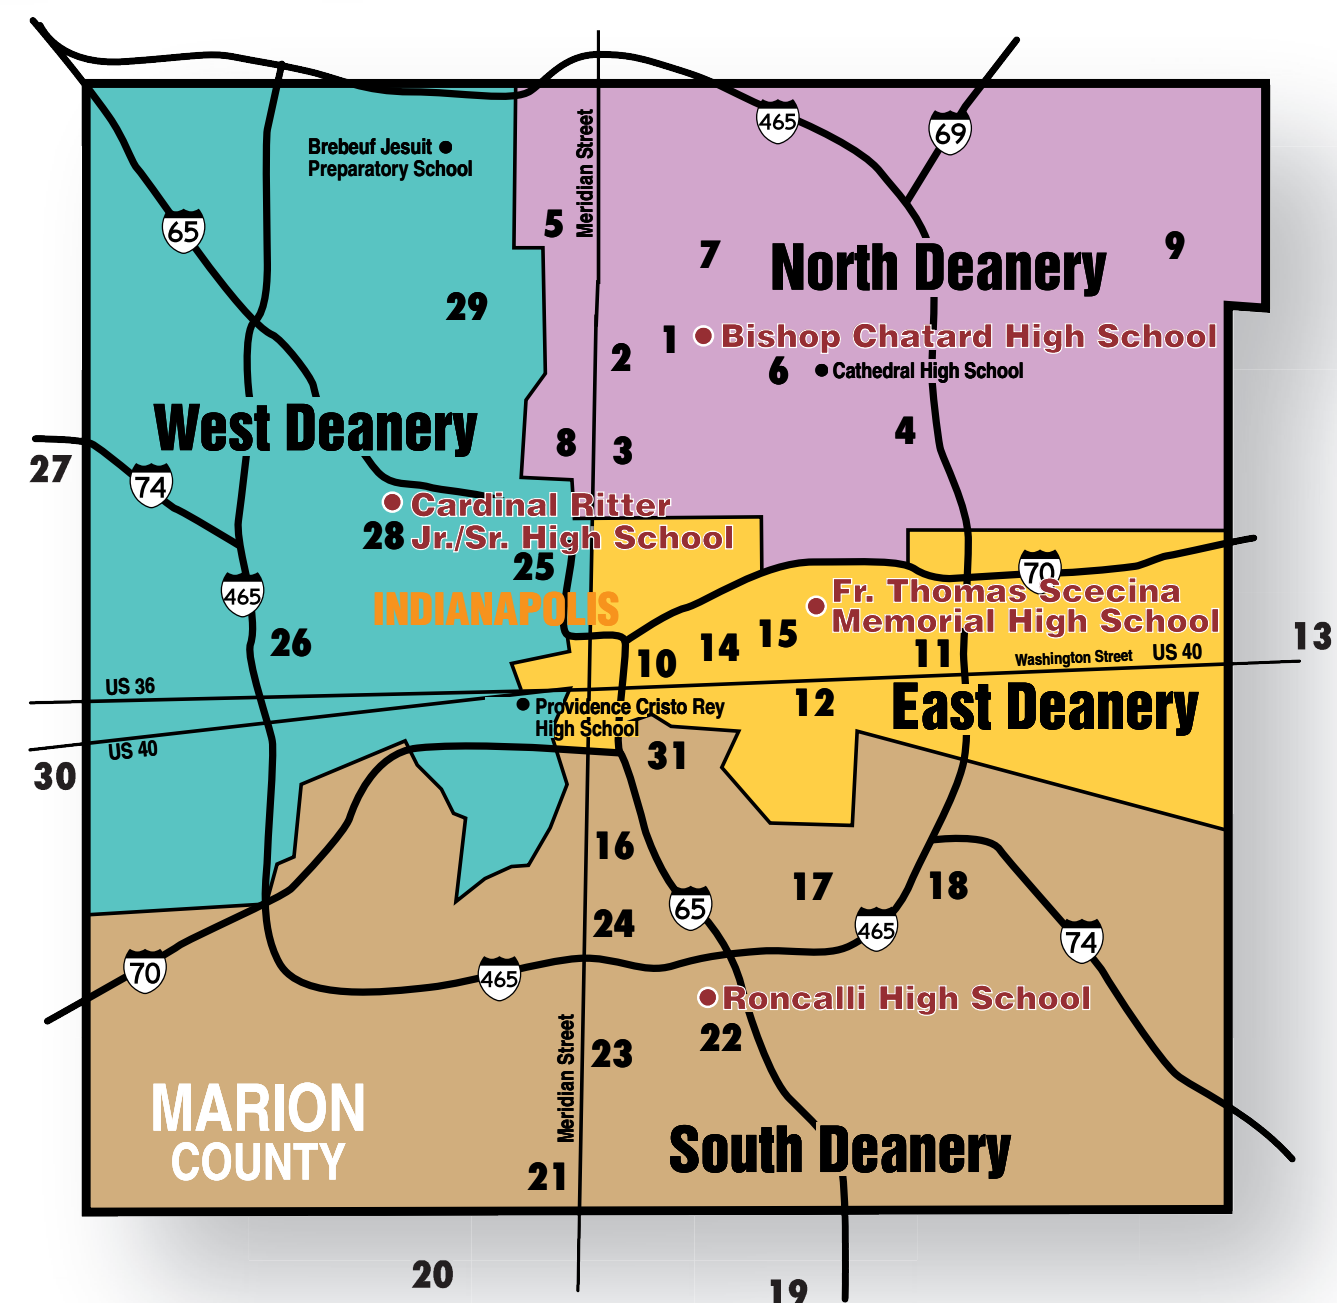 465
69
Brebeuf Jesuit
Preparatory School
Meridian Street
65
5
7
North Deanery
9
29
1
Bishop Chatard High School
2
6
Cathedral High School
West Deanery
8
3
4
27
74
Cardinal Ritter
28 Jr./Sr. High School
25
70
465
INDIANAPOLIS
Fr. Thomas Scecina
Memorial High School
26
10
14
15
11
Washington Street US 40
13
US 36
Providence Cristo Rey
High School
12
East Deanery
US 40
30
31
16
17
18
65
24
465
74
70
465
Roncalli High School
22
23
Meridian Street
MARION
COUNTY
South Deanery
21
20
19